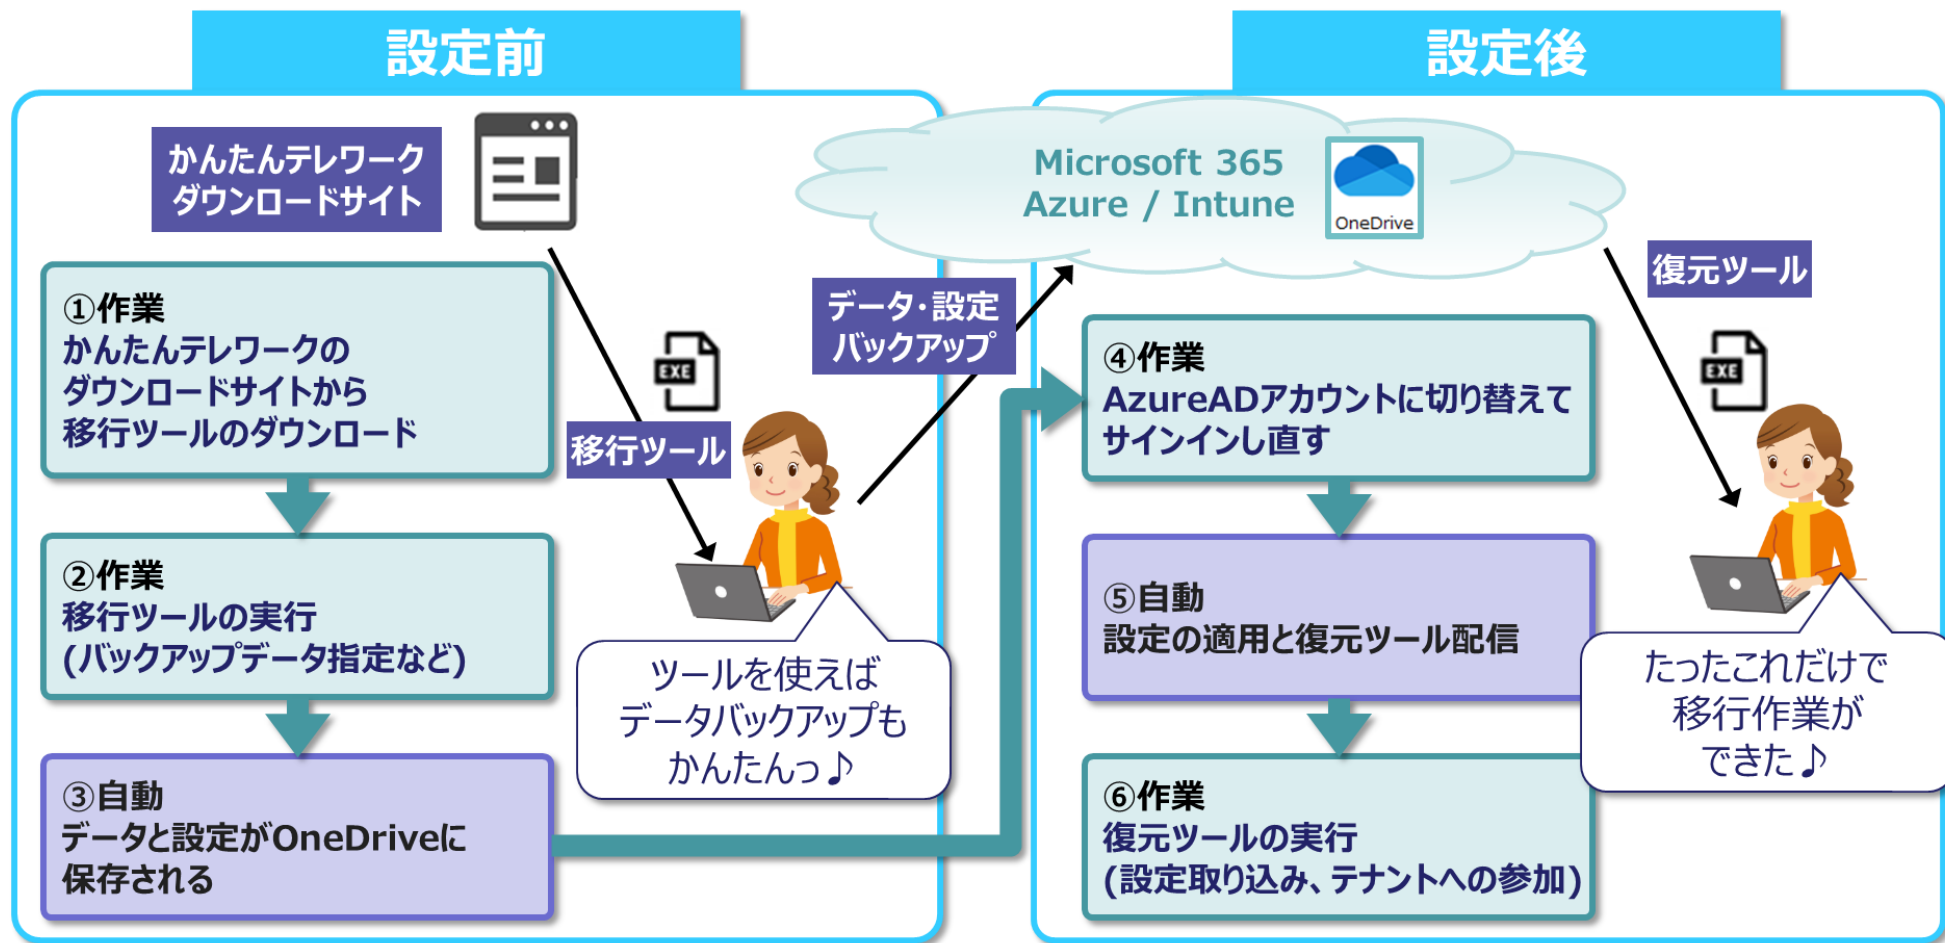 設定前
かんたんテレワーク
ダウンロードサイト
①作業
かんたんテレワークの
ダウンロードサイトから
移行ツールのダウンロード
EXE
移行ツール
②作業
移行ツールの実行
(バックアップデータ指定など)
ツールを使えば
データバックアップも
かんたんっ♪
③自動
データと設定がOneDriveに
保存される
データ・設定
バックアップ
設定後
Microsoft 365
Azure / Intune
OneDrive
復元ツール
EXE
④作業
AzureADアカウントに切り替えて
サインインし直す
⑤自動
設定の適用と復元ツール配信
たったこれだけで
移行作業が
できた♪
⑥作業
復元ツールの実行
(設定取り込み、テナントへの参加)